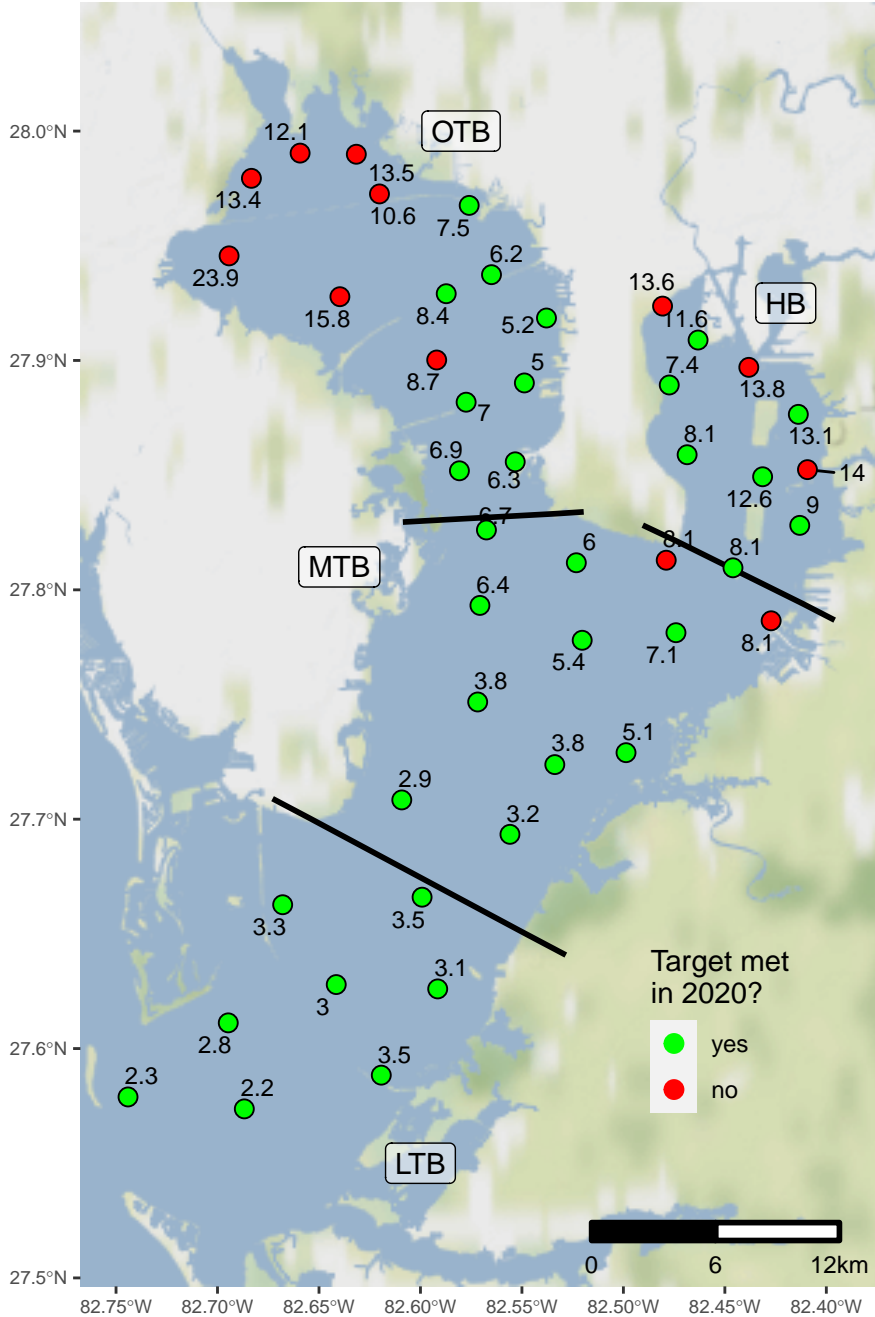 28.0°N
27.9°N
27.8°N
27.7°N
27.6°N
27.5°N
OTB
12.1
13.5
13.4
10.6
7.5
6.2
23.9
15.8
8.4
5.2
13.6
HB
11.6
8.7
5
7.4
13.8
7
13.1
6.9
6.3
8.1
14
12.6
9
6.7
MTB
6
8.1
8.1
6.4
5.4
7.1
8.1
3.8
3.8
5.1
2.9
3.2
3.3
3.5
3.1
3
2.8
3.5
2.3
2.2
LTB
Target met
in 2020?
yes
no
0 6 12km
82.75°W 82.70°W 82.65°W 82.60°W 82.55°W 82.50°W 82.45°W 82.40°W